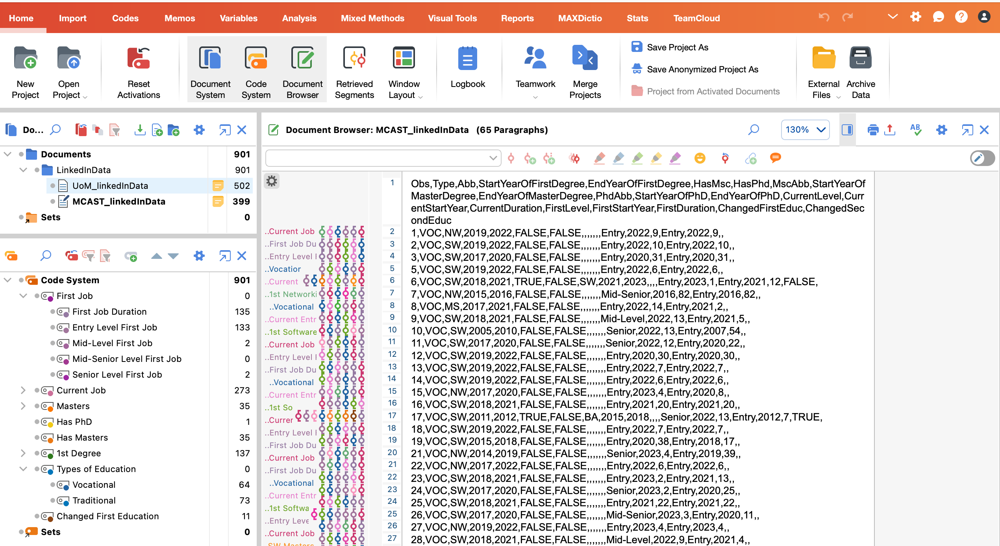 Home Import Codes Memos Variables Analysis Mixed Methods Visual Tools Reports MAXDictio Stats TeamCloud
New Project
Open Project
Reset Activations
Document System
Code System
Document Browser
Retrieved Segments
Window Layout
Logbook
Teamwork
Merge Projects
Save Project As
Save Anonymized Project As
Project from Activated Documents
External Files
Archive Data
Do...
Documents 901
LinkedInData 901
UoM_linkedInData 502
MCAST_linkedInData 399
Sets 0
Code System 901
First Job 0
First Job Duration 135
Entry Level First Job 133
Mid-Level First Job 2
Mid-Senior Level First Job 0
Senior Level First Job 2
Current Job 273
Masters 35
Has PhD 1
Has Masters 35
1st Degree 137
Types of Education 0
Vocational 64
Traditional 73
Changed First Education 11
Sets 0
Document Browser: MCAST_linkedInData (65 Paragraphs)
130%
AB
..Current Job
..First Job Du
..Entry Level F
..Vocatior
..Current
..1st Networki
..Vocational
..Current Entr
..1st Software
..Current Job
..Entry Level F
..First Job Du
..Vocational
..Current Entr
..1st So
..Currer
..Entry Level F
..First Job Du
..Current Job
..First Job Du
..Vocational
..Current Entr
..1st Softwa
..Entry Leve
..Current Job
SW Masters
1 Obs,Type,Abb,StartYearOfFirstDegree,EndYearOfFirstDegree,HasMsc,HasPhd,MscAbb,StartYearOf
MasterDegree,EndYearOfMasterDegree,PhdAbb,StartYearOfPhD,EndYearOfPhD,CurrentLevel,Curr
entStartYear,CurrentDuration,FirstLevel,FirstStartYear,FirstDuration,ChangedFirstEduc,ChangedSec
ondEduc
2 1,VOC,NW,2019,2022,FALSE,FALSE,,,,,,,Entry,2022,9,Entry,2022,9,,
3 2,VOC,SW,2019,2022,FALSE,FALSE,,,,,,,Entry,2022,10,Entry,2022,10,,
4 3,VOC,SW,2017,2020,FALSE,FALSE,,,,,,,Entry,2020,31,Entry,2020,31,,
5 5,VOC,SW,2019,2022,FALSE,FALSE,,,,,,,Entry,2022,6,Entry,2022,6,,
6 6,VOC,SW,2018,2021,TRUE,FALSE,SW,2021,2023,,,,Entry,2023,1,Entry,2021,12,FALSE,
7 7,VOC,NW,2015,2016,FALSE,FALSE,,,,,,,Mid-Senior,2016,82,Entry,2016,82,,
8 8,VOC,MS,2017,2021,FALSE,FALSE,,,,,,,Entry,2022,14,Entry,2021,2,,
9 9,VOC,SW,2018,2021,FALSE,FALSE,,,,,,,Mid-Level,2022,13,Entry,2021,5,,
10 10,VOC,SW,2005,2010,FALSE,FALSE,,,,,,,Senior,2022,13,Entry,2007,54,,
11 11,VOC,SW,2017,2020,FALSE,FALSE,,,,,,,Senior,2022,12,Entry,2020,22,,
12 12,VOC,SW,2019,2022,FALSE,FALSE,,,,,,,Entry,2020,30,Entry,2020,30,,
13 13,VOC,SW,2019,2022,FALSE,FALSE,,,,,,,Entry,2022,7,Entry,2022,7,,
14 14,VOC,SW,2019,2022,FALSE,FALSE,,,,,,,Entry,2022,6,Entry,2022,6,,
15 15,VOC,NW,2017,2020,FALSE,FALSE,,,,,,,Entry,2023,4,Entry,2020,8,,
16 16,VOC,SW,2018,2021,FALSE,FALSE,,,,,,,Entry,2021,20,Entry,2021,20,,
17 17,VOC,SW,2011,2012,TRUE,FALSE,BA,2015,2018,,,,Senior,2022,13,Entry,2012,7,TRUE,
18 18,VOC,SW,2019,2022,FALSE,FALSE,,,,,,,Entry,2022,7,Entry,2022,7,,
19 19,VOC,SW,2015,2018,FALSE,FALSE,,,,,,,Entry,2020,38,Entry,2018,17,,
20 21,VOC,NW,2014,2019,FALSE,FALSE,,,,,,,Senior,2023,4,Entry,2019,39,,
21 22,VOC,NW,2017,2022,FALSE,FALSE,,,,,,,Entry,2022,6,Entry,2022,6,,
22 23,VOC,SW,2018,2021,FALSE,FALSE,,,,,,,Entry,2023,2,Entry,2021,13,,
23 24,VOC,SW,2017,2020,FALSE,FALSE,,,,,,,Senior,2023,2,Entry,2020,25,,
24 25,VOC,SW,2018,2021,FALSE,FALSE,,,,,,,Entry,2021,22,Entry,2021,22,,
25 26,VOC,SW,2017,2020,FALSE,FALSE,,,,,,,Mid-Senior,2023,3,Entry,2020,11,,
26 27,VOC,NW,2019,2022,FALSE,FALSE,,,,,,,Entry,2023,4,Entry,2023,4,,
27 28,VOC,SW,2018,2021,FALSE,FALSE,,,,,,,Mid-Level,2022,9,Entry,2021,4,,